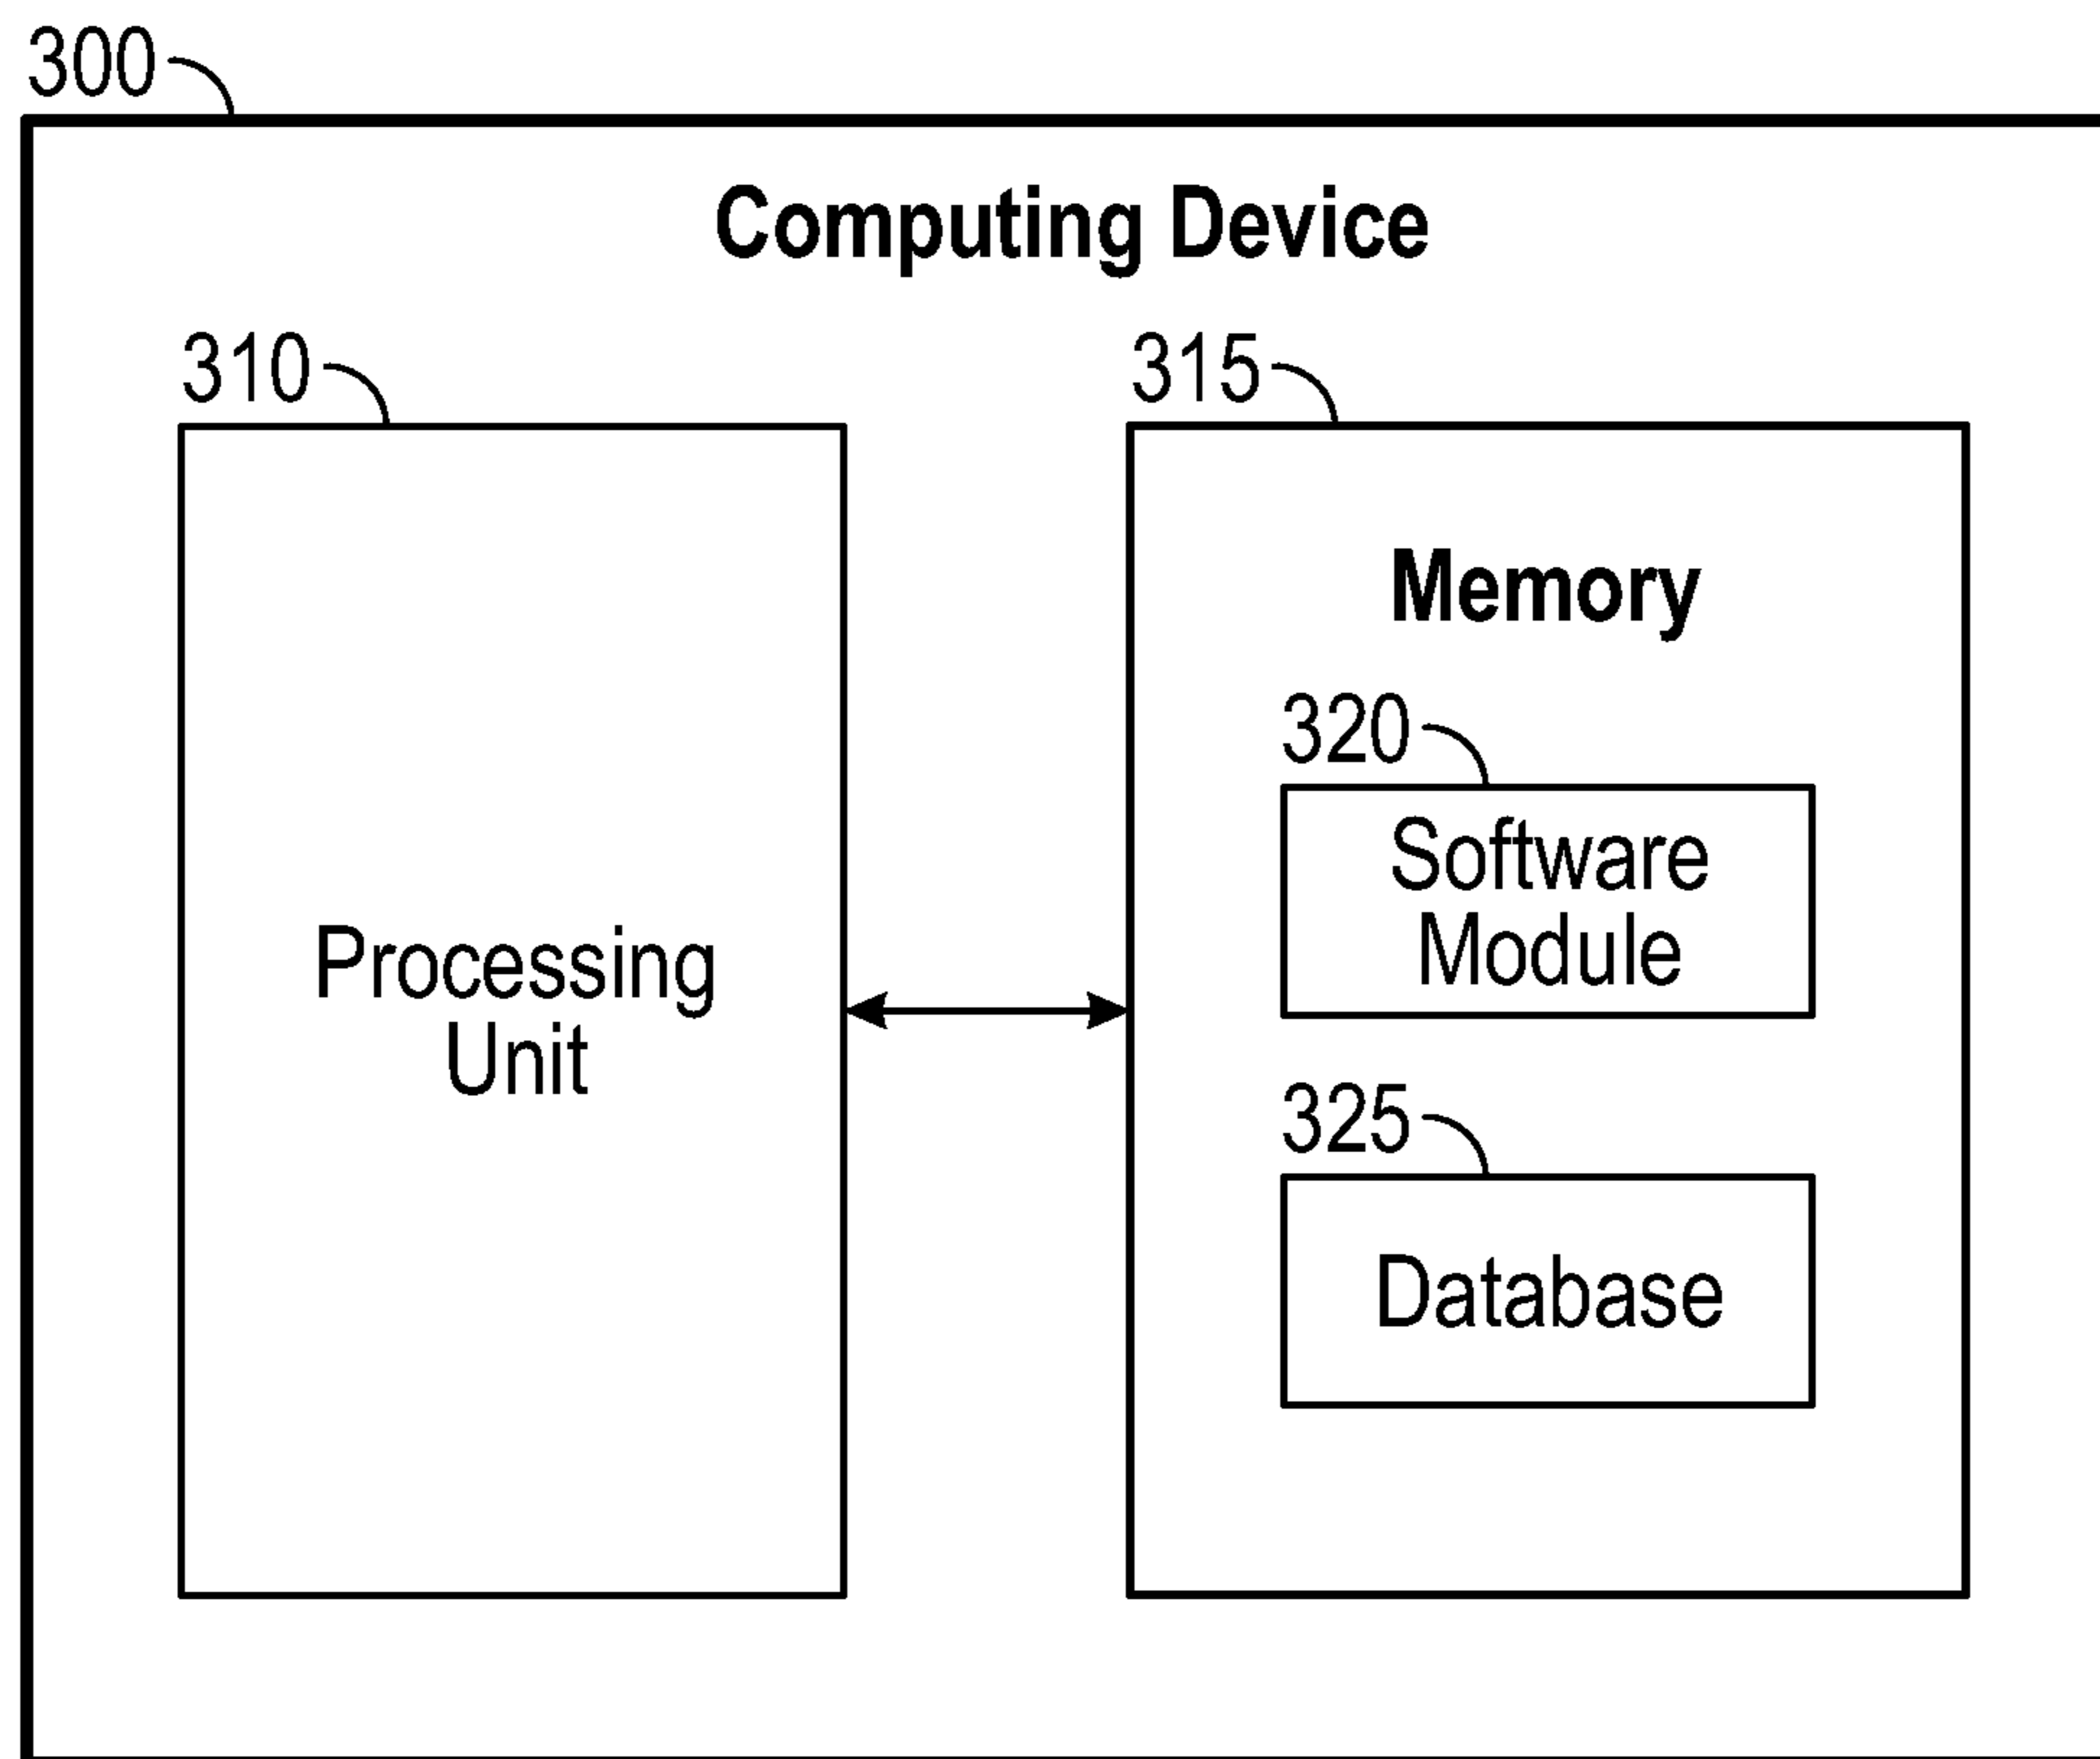 300
Computing Device
310
315
Memory
320
Software
Module
Processing
Unit
325
Database